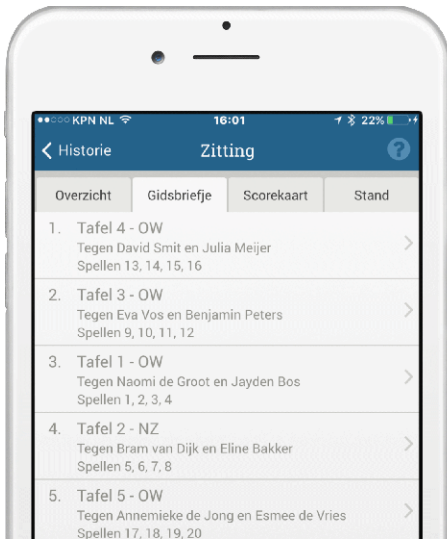 KPN NL 16:01 22%
Historie Zitting ?
Overzicht Gidsbriefje Scorekaart Stand
1. Tafel 4 - OW
Tegen David Smit en Julia Meijer
Spellen 13, 14, 15, 16
2. Tafel 3 - OW
Tegen Eva Vos en Benjamin Peters
Spellen 9, 10, 11, 12
3. Tafel 1 - OW
Tegen Naomi de Groot en Jayden Bos
Spellen 1, 2, 3, 4
4. Tafel 2 - NZ
Tegen Bram van Dijk en Eline Bakker
Spellen 5, 6, 7, 8
5. Tafel 5 - OW
Tegen Annemieke de Jong en Esmee de Vries
Spellen 17, 18, 19, 20